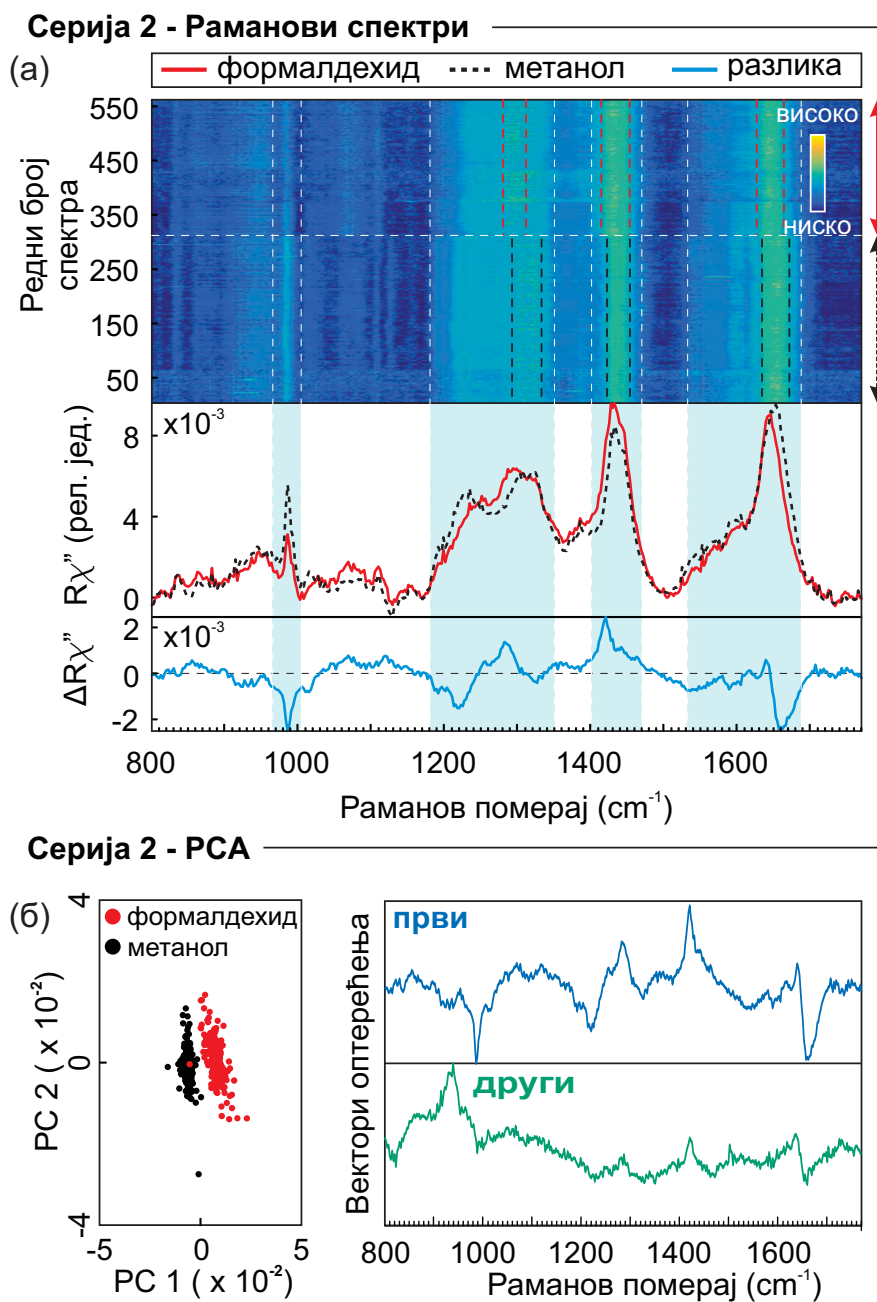 Серија 2 - Раманови спектри
(а)
формалдехид метанол разлика
550
450
350
250
150
50
Редни број
спектра
високо
ниско
x10-3
8
4
0
Rχ” (рел. јед.)
x10-3
2
0
-2
ΔRχ”
800 1000 1200 1400 1600
Раманов померај (cm-1)
Серија 2 - PCA
(б)
4
0
-4
PC 2 ( x 10-2)
формалдехид
метанол
-5 0 5
PC 1 ( x 10-2)
Вектори оптерећења
први
други
800 1000 1200 1400 1600
Раманов померај (cm-1)